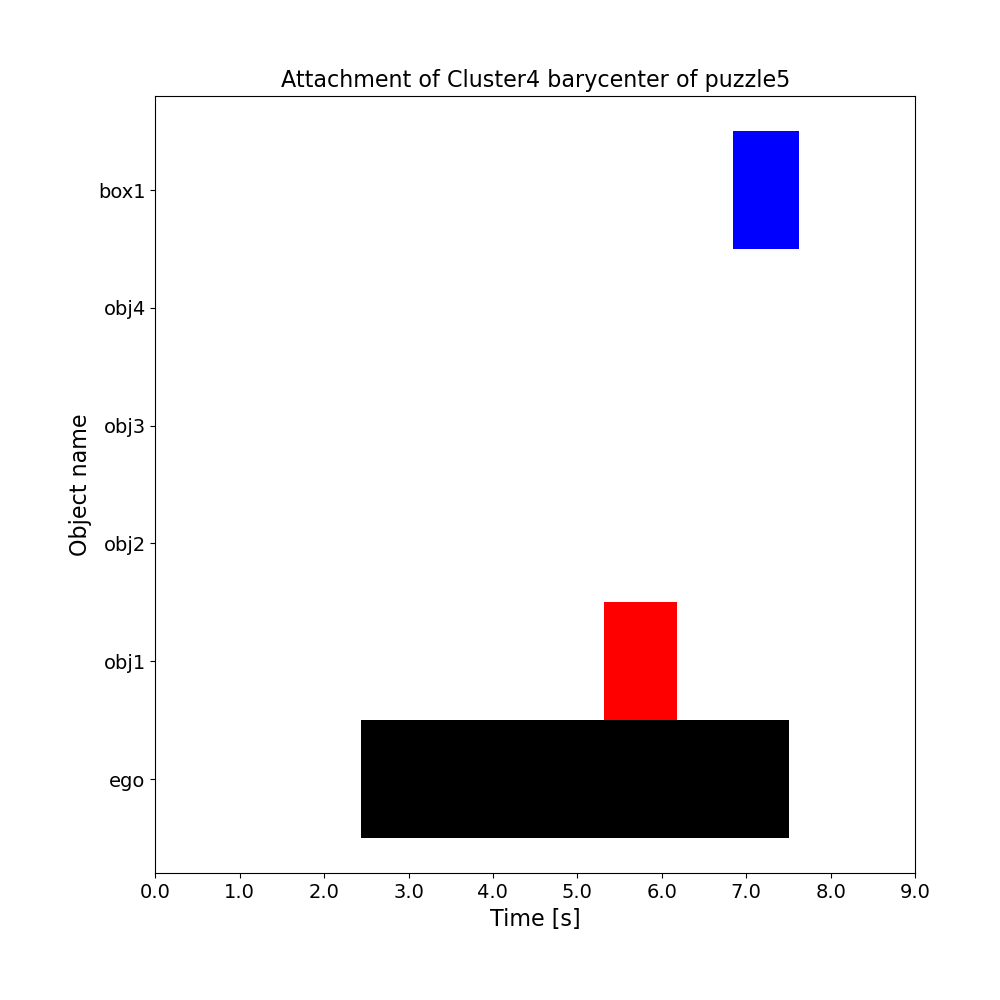 Attachment of Cluster4 barycenter of puzzle5
box1
obj4
obj3
obj2
obj1
ego
Object name
0.0 1.0 2.0 3.0 4.0 5.0 6.0 7.0 8.0 9.0
Time [s]